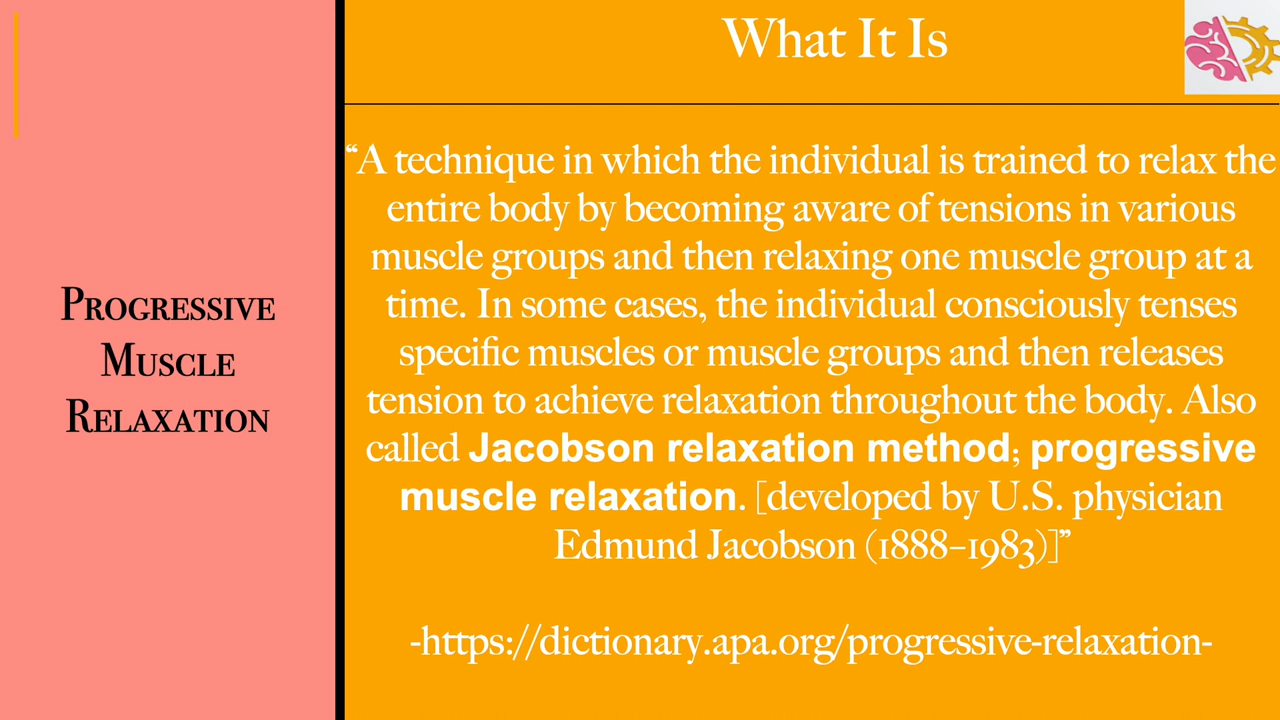 Progressive
Muscle
Relaxation
What It Is
“A technique in which the individual is trained to relax the
entire body by becoming aware of tensions in various
muscle groups and then relaxing one muscle group at a
time. In some cases, the individual consciously tenses
specific muscles or muscle groups and then releases
tension to achieve relaxation throughout the body. Also
called Jacobson relaxation method; progressive
muscle relaxation. [developed by U.S. physician
Edmund Jacobson (1888–1983)]”
-https://dictionary.apa.org/progressive-relaxation-